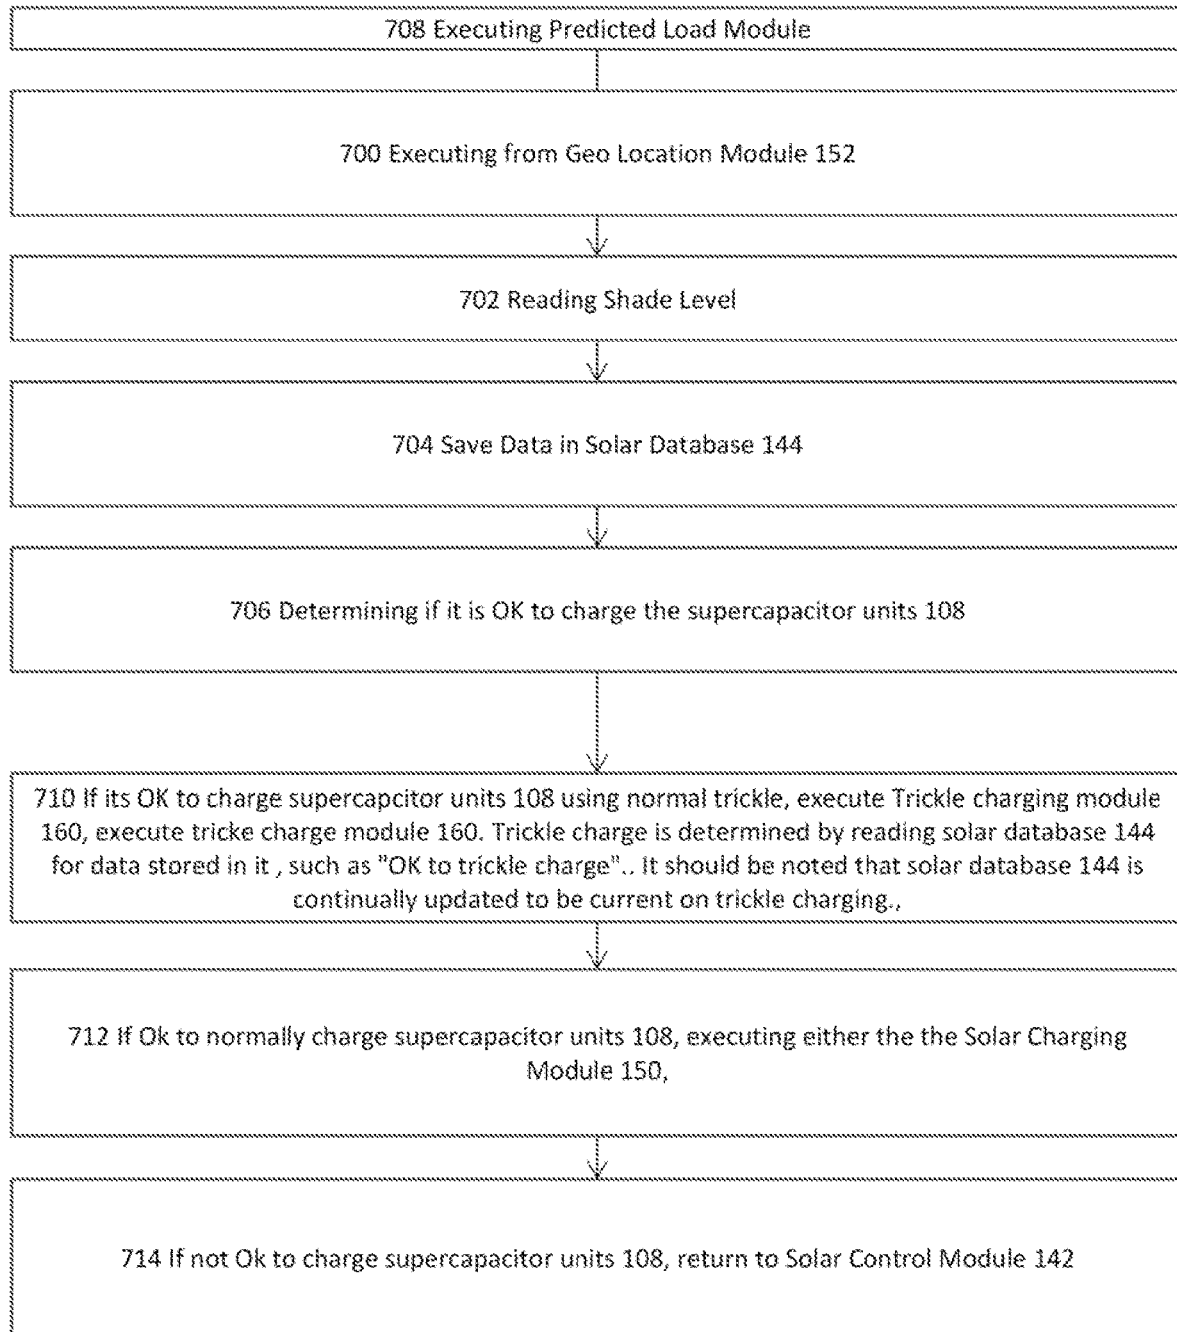 708 Executing Predicted Load Module
700 Executing from Geo Location Module 152
702 Reading Shade Level
704 Save Data in Solar Database 144
706 Determining if it is OK to charge the supercapacitor units 108
710 If its OK to charge supercapcitor units 108 using normal trickle, execute Trickle charging module
160, execute tricke charge module 160. Trickle charge is determined by reading solar database 144
for data stored in it , such as "OK to trickle charge".. It should be noted that solar database 144 is
continually updated to be current on trickle charging.,
712 If Ok to normally charge supercapacitor units 108, executing either the the Solar Charging
Module 150,
714 If not Ok to charge supercapacitor units 108, return to Solar Control Module 142